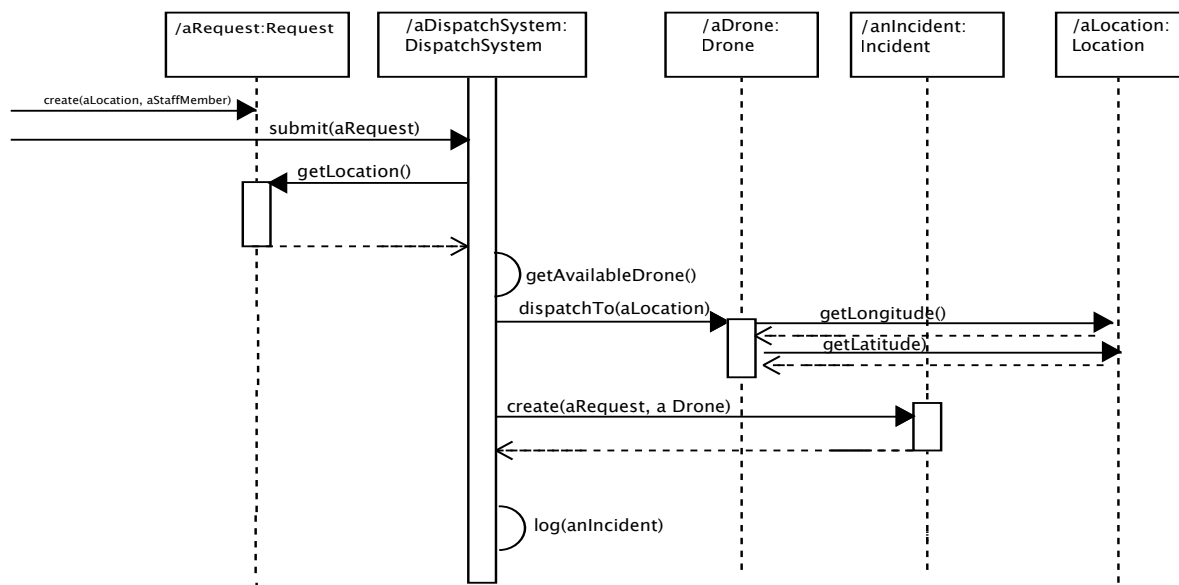 /aRequest:Request
/aDispatchSystem:
DispatchSystem
/aDrone:
Drone
/anIncident:
Incident
/aLocation:
Location
create(aLocation, aStaffMember)
submit(aRequest)
getLocation()
getAvailableDrone()
dispatchTo(aLocation)
getLongitude()
getLatitude)
create(aRequest, a Drone)
log(anIncident)